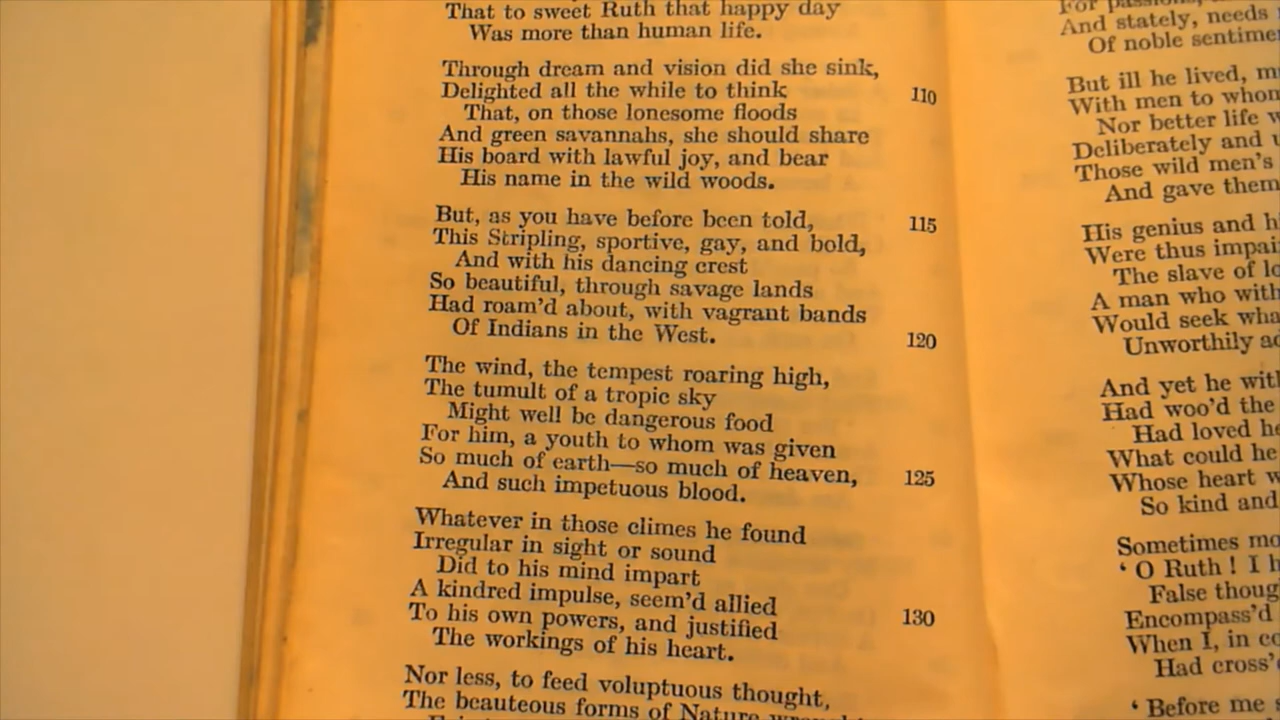 That to sweet Ruth that happy day
Was more than human life.
Through dream and vision did she sink,
Delighted all the while to think
110
That, on those lonesome floods
And green savannahs, she should share
His board with lawful joy, and bear
His name in the wild woods.
But, as you have before been told,
115
This Stripling, sportive, gay, and bold,
And with his dancing crest
So beautiful, through savage lands
Had roam'd about, with vagrant bands
Of Indians in the West.
120
The wind, the tempest roaring high,
The tumult of a tropic sky
Might well be dangerous food
For him, a youth to whom was given
So much of earth—so much of heaven,
125
And such impetuous blood.
Whatever in those climes he found
Irregular in sight or sound
Did to his mind impart
A kindred impulse, seem'd allied
130
To his own powers, and justified
The workings of his heart.
Nor less, to feed voluptuous thought,
The beauteous forms of Nature
And stately, needs
Of noble
But ill he lived,
With men to whom
Nor better life
Deliberately and
Those wild men's
And gave them
His genius and
Were thus
The slave of
A man who with
Would seek
Unworthily
And yet he
Had woo'd the
Had loved
What could he
Whose heart
So kind and
Sometimes
‘ O Ruth ! I
False
Encompass'd
When I, in
Had
‘ Before me